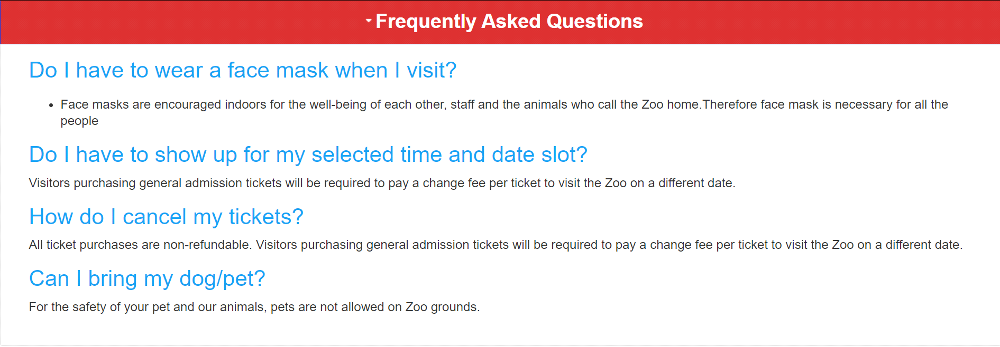 Frequently Asked Questions
Do I have to wear a face mask when I visit?
• Face masks are encouraged indoors for the well-being of each other, staff and the animals who call the Zoo home.Therefore face mask is necessary for all the
people
Do I have to show up for my selected time and date slot?
Visitors purchasing general admission tickets will be required to pay a change fee per ticket to visit the Zoo on a different date.
How do I cancel my tickets?
All ticket purchases are non-refundable. Visitors purchasing general admission tickets will be required to pay a change fee per ticket to visit the Zoo on a different date.
Can I bring my dog/pet?
For the safety of your pet and our animals, pets are not allowed on Zoo grounds.